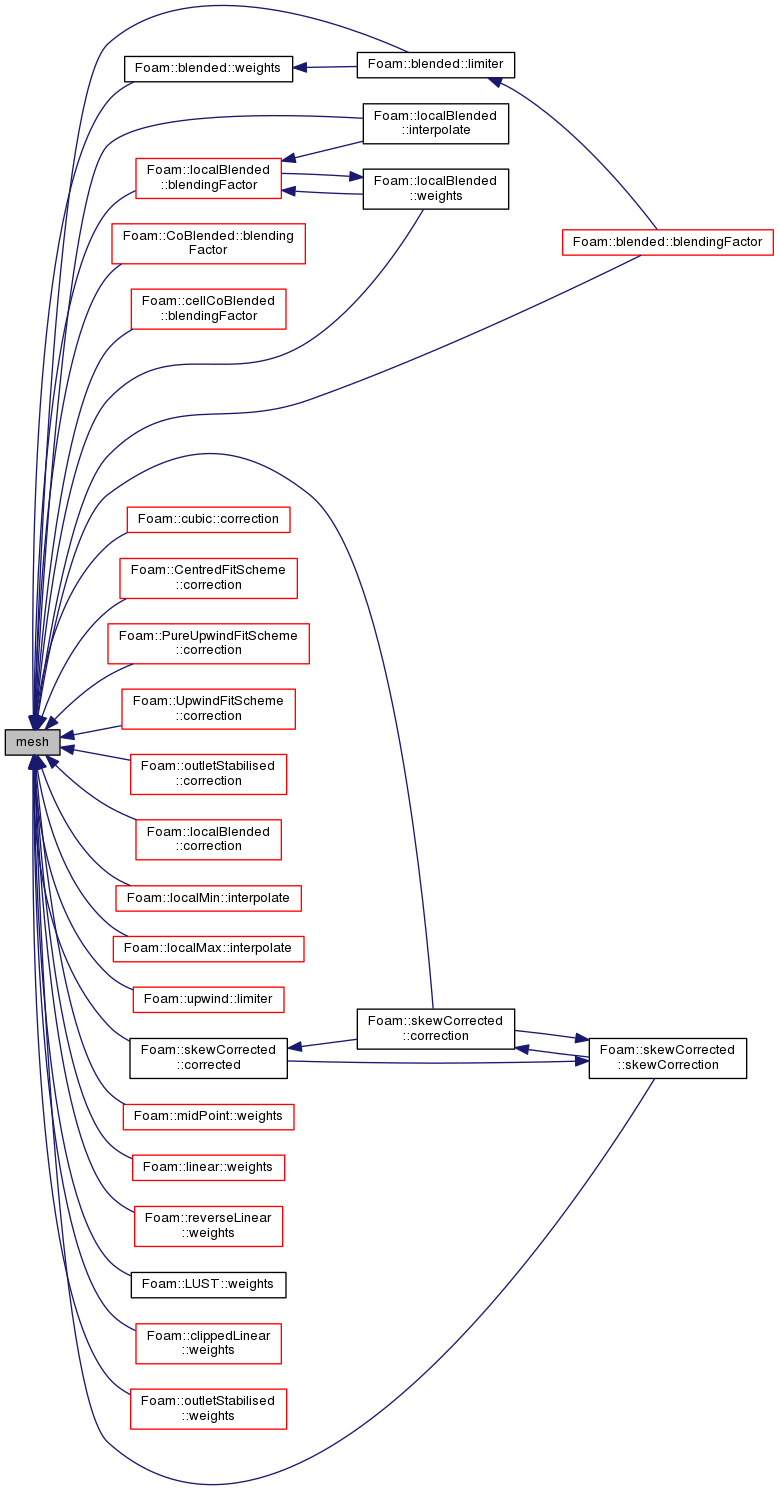 Foam::blended::weights
Foam::blended::limiter
Foam::localBlended
::interpolate
Foam::localBlended
::blendingFactor
Foam::localBlended
::weights
Foam::CoBlended::blending
Factor
Foam::blended::blendingFactor
Foam::cellCoBlended
::blendingFactor
Foam::cubic::correction
Foam::CentredFitScheme
::correction
Foam::PureUpwindFitScheme
::correction
Foam::UpwindFitScheme
::correction
mesh
Foam::outletStabilised
::correction
Foam::localBlended
::correction
Foam::localMin::interpolate
Foam::localMax::interpolate
Foam::upwind::limiter
Foam::skewCorrected
::corrected
Foam::skewCorrected
::correction
Foam::skewCorrected
::skewCorrection
Foam::midPoint::weights
Foam::linear::weights
Foam::reverseLinear
::weights
Foam::LUST::weights
Foam::clippedLinear
::weights
Foam::outletStabilised
::weights